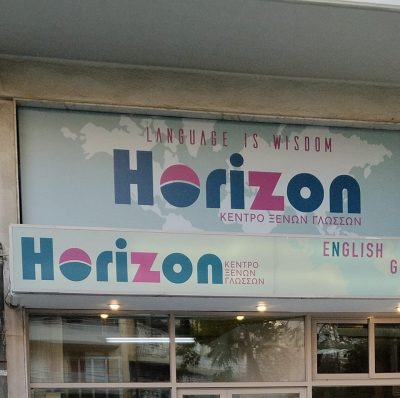 LANGUAGE IS WISDOM
Horizon
ΚΕΝΤΡΟ ΞΕΝΩΝ ΓΛΩΣΣΩΝ
Horizon
ΚΕΝΤΡΟ
ΞΕΝΩΝ
ΓΛΩΣΣΩΝ
ENGLISH
G